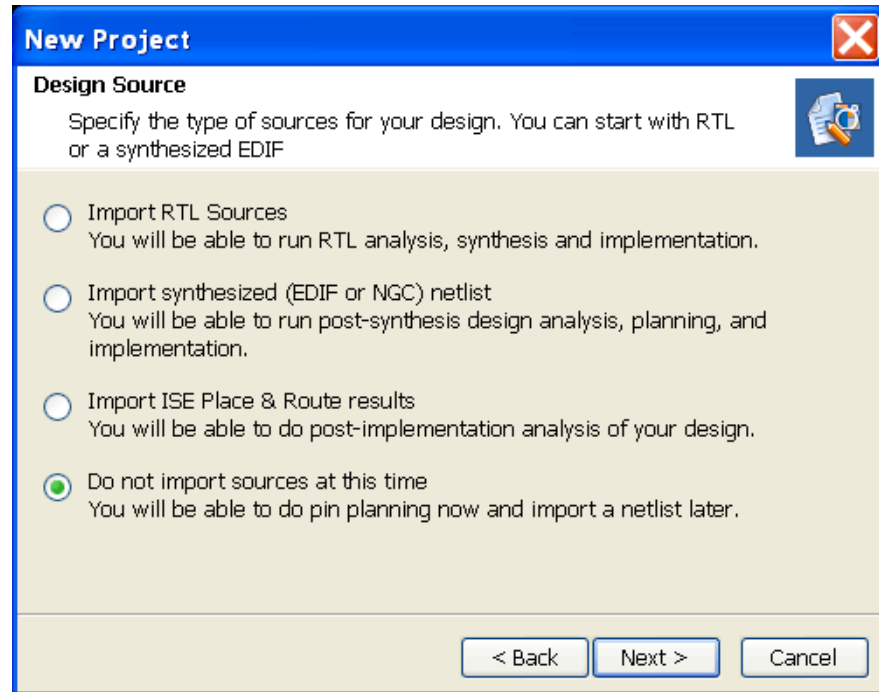 New Project
Design Source
Specify the type of sources for your design. You can start with RTL
or a synthesized EDIF
Import RTL Sources
You will be able to run RTL analysis, synthesis and implementation.
Import synthesized (EDIF or NGC) netlist
You will be able to run post-synthesis design analysis, planning, and
implementation.
Import ISE Place & Route results
You will be able to do post-implementation analysis of your design.
Do not import sources at this time
You will be able to do pin planning now and import a netlist later.
< Back Next > Cancel